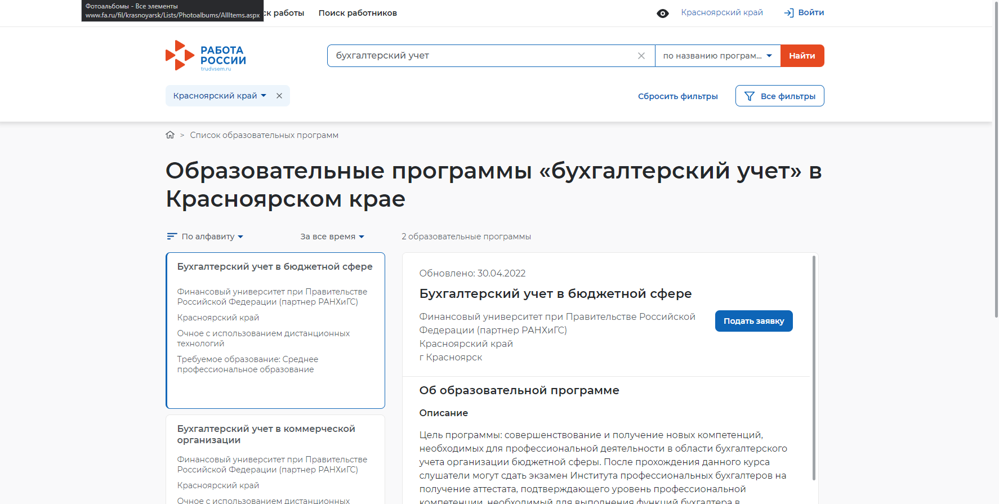 Фотоальбомы - Все элементы
www.fa.ru/fil/krasnoyarsk/Lists/Photoalbums/AllItems.aspx
ск работы
Поиск работников
Красноярский край
Войти
РАБОТА
РОССИИ
trudvsem.ru
бухгалтерский учет
по названию програм...
Найти
Красноярский край
Сбросить фильтры
Все фильтры
> Список образовательных программ
Образовательные программы «бухгалтерский учет» в
Красноярском крае
По алфавиту
За все время
2 образовательные программы
Бухгалтерский учет в бюджетной сфере
Финансовый университет при Правительстве
Российской Федерации (партнер РАНХиГС)
Красноярский край
Очное с использованием дистанционных
технологий
Требуемое образование: Среднее
профессиональное образование
Бухгалтерский учет в коммерческой
организации
Финансовый университет при Правительстве
Российской Федерации (партнер РАНХиГС)
Красноярский край
Очное с использованием дистанционных
Обновлено: 30.04.2022
Бухгалтерский учет в бюджетной сфере
Финансовый университет при Правительстве Российской
Федерации (партнер РАНХиГС)
Красноярский край
г Красноярск
Подать заявку
Об образовательной программе
Описание
Цель программы: совершенствование и получение новых компетенций,
необходимых для профессиональной деятельности в области бухгалтерского
учета организации бюджетной сферы. После прохождения данного курса
слушатели могут сдать экзамен Института профессиональных бухгалтеров на
получение аттестата, подтверждающего уровень профессиональной
компетенции, необходимый для выполнения функций бухгалтера в